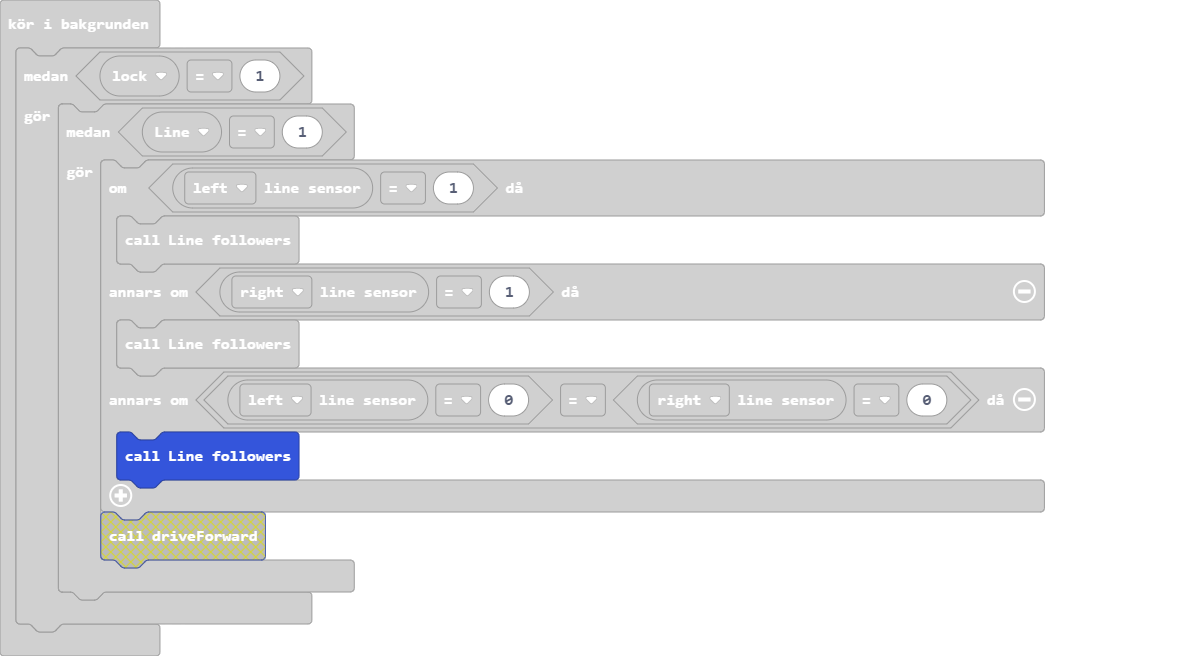 kör i bakgrunden
medan lock = 1
gör
medan Line = 1
gör
om left line sensor = 1 då
call Line followers
annars om right line sensor = 1 då
call Line followers
annars om left line sensor = 0 = right line sensor = 0 då
call Line followers
call driveForward